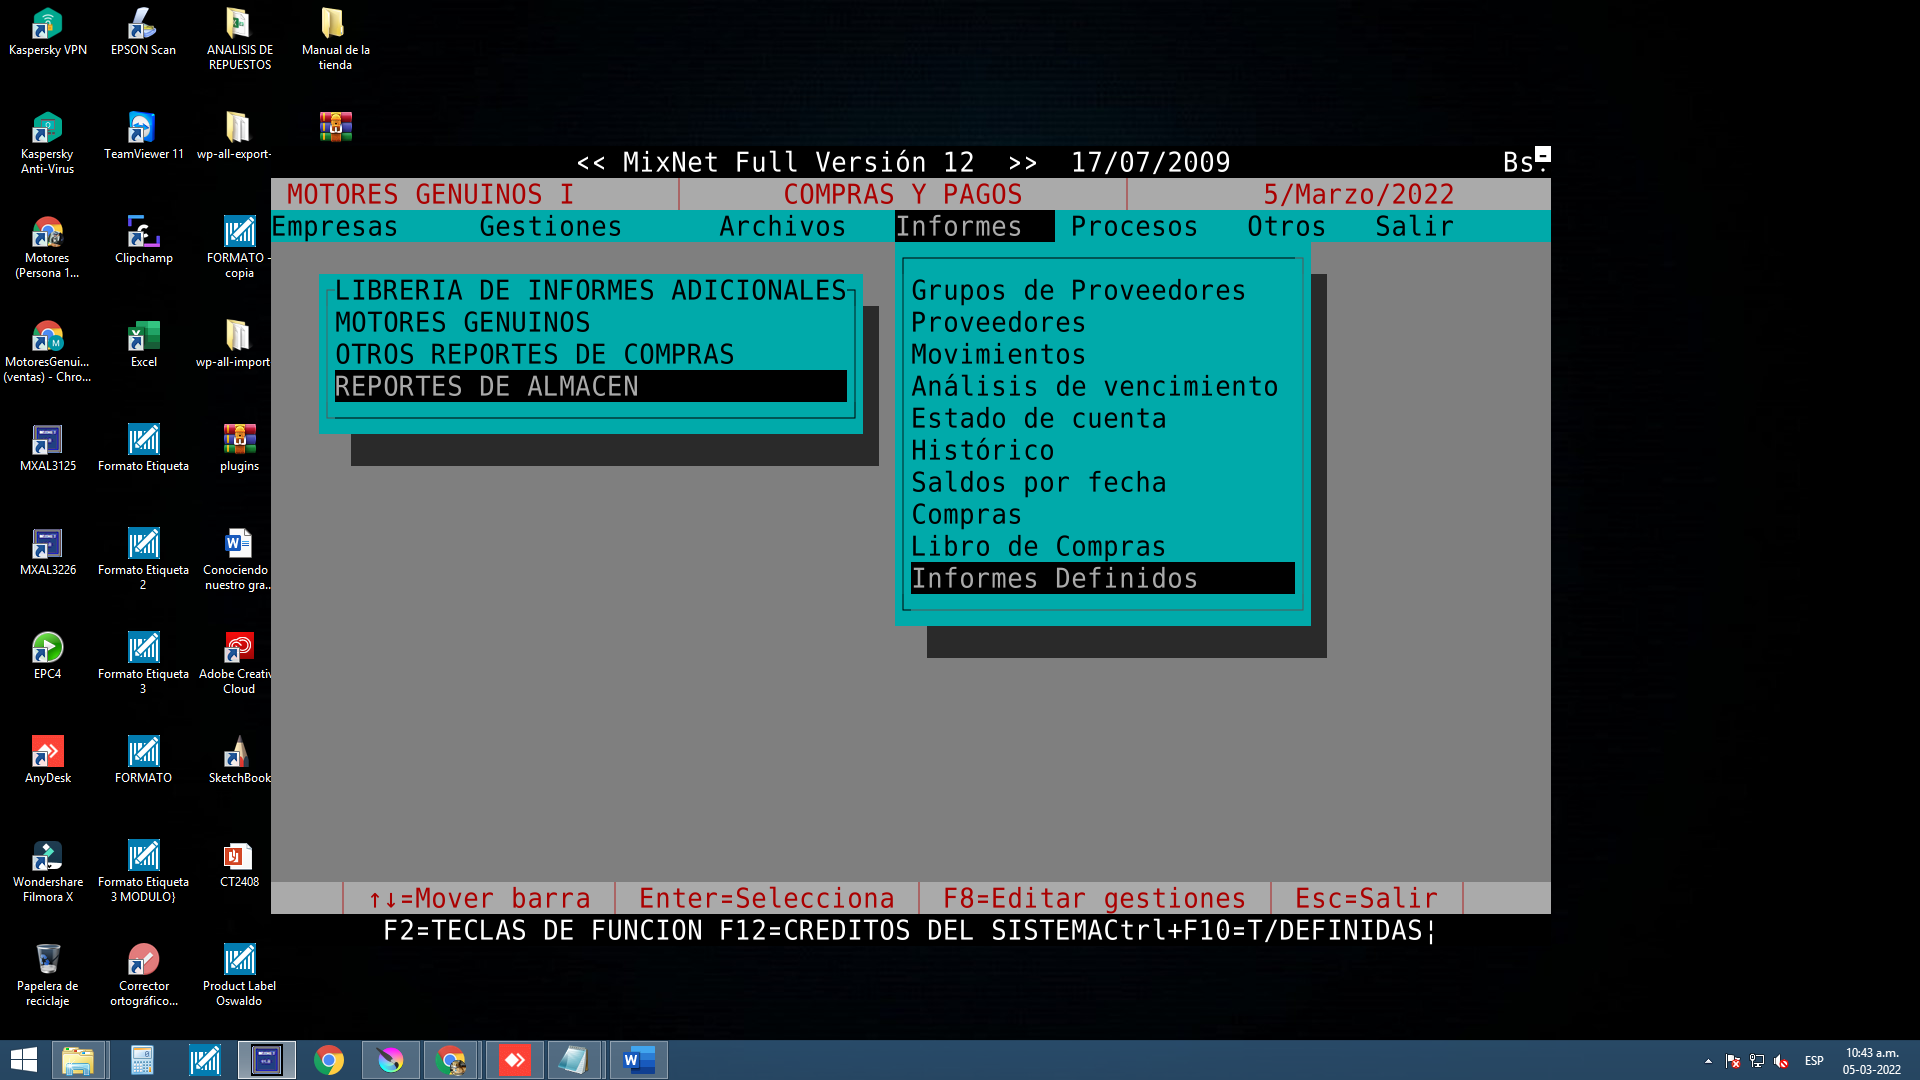 Kaspersky VPN
EPSON Scan
ANALISIS DE
REPUESTOS
Manual de la
tienda
Kaspersky
Anti-Virus
TeamViewer 11
wp-all-export-
Motores
(Persona 1...
Clipchamp
FORMATO -
copia
MotoresGenui...
(ventas) - Chro...
Excel
wp-all-import
MXAL3125
Formato Etiqueta
plugins
MXAL3226
Formato Etiqueta
2
Conociendo
nuestro gra..
EPC4
Formato Etiqueta
3
Adobe Creativ
Cloud
AnyDesk
FORMATO
SketchBook
Wondershare
Filmora X
Formato Etiqueta
3 MODULO}
CT2408
Papelera de
reciclaje
Corrector
ortográfico...
Product Label
Oswaldo
<< MixNet Full Versión 12 >> 17/07/2009 Bs.
MOTORES GENUINOS I COMPRAS Y PAGOS 5/Marzo/2022
Empresas Gestiones Archivos Informes Procesos Otros Salir
LIBRERIA DE INFORMES ADICIONALES
MOTORES GENUINOS
OTROS REPORTES DE COMPRAS
REPORTES DE ALMACEN
Grupos de Proveedores
Proveedores
Movimientos
Análisis de vencimiento
Estado de cuenta
Histórico
Saldos por fecha
Compras
Libro de Compras
Informes Definidos
↑↓=Mover barra Enter=Selecciona F8=Editar gestiones Esc=Salir
F2=TECLAS DE FUNCION F12=CREDITOS DEL SISTEMACtrl+F10=T/DEFINIDAS¦
ESP
10:43 a.m.
05-03-2022